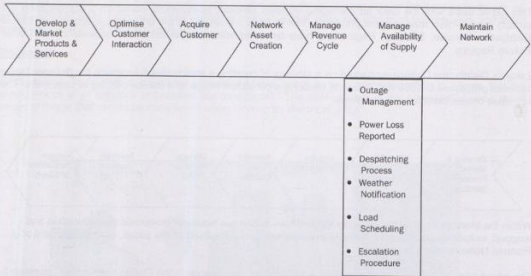 Develop &
Market
Products &
Services
Optimise
Customer
Interaction
Acquire
Customer
Network
Asset
Creation
Manage
Revenue
Cycle
Manage
Availability
of Supply
Maintain
Network
• Outage
Management
• Power Loss
Reported
• Despatching
Process
• Weather
Notification
• Load
Scheduling
• Escalation
Procedure